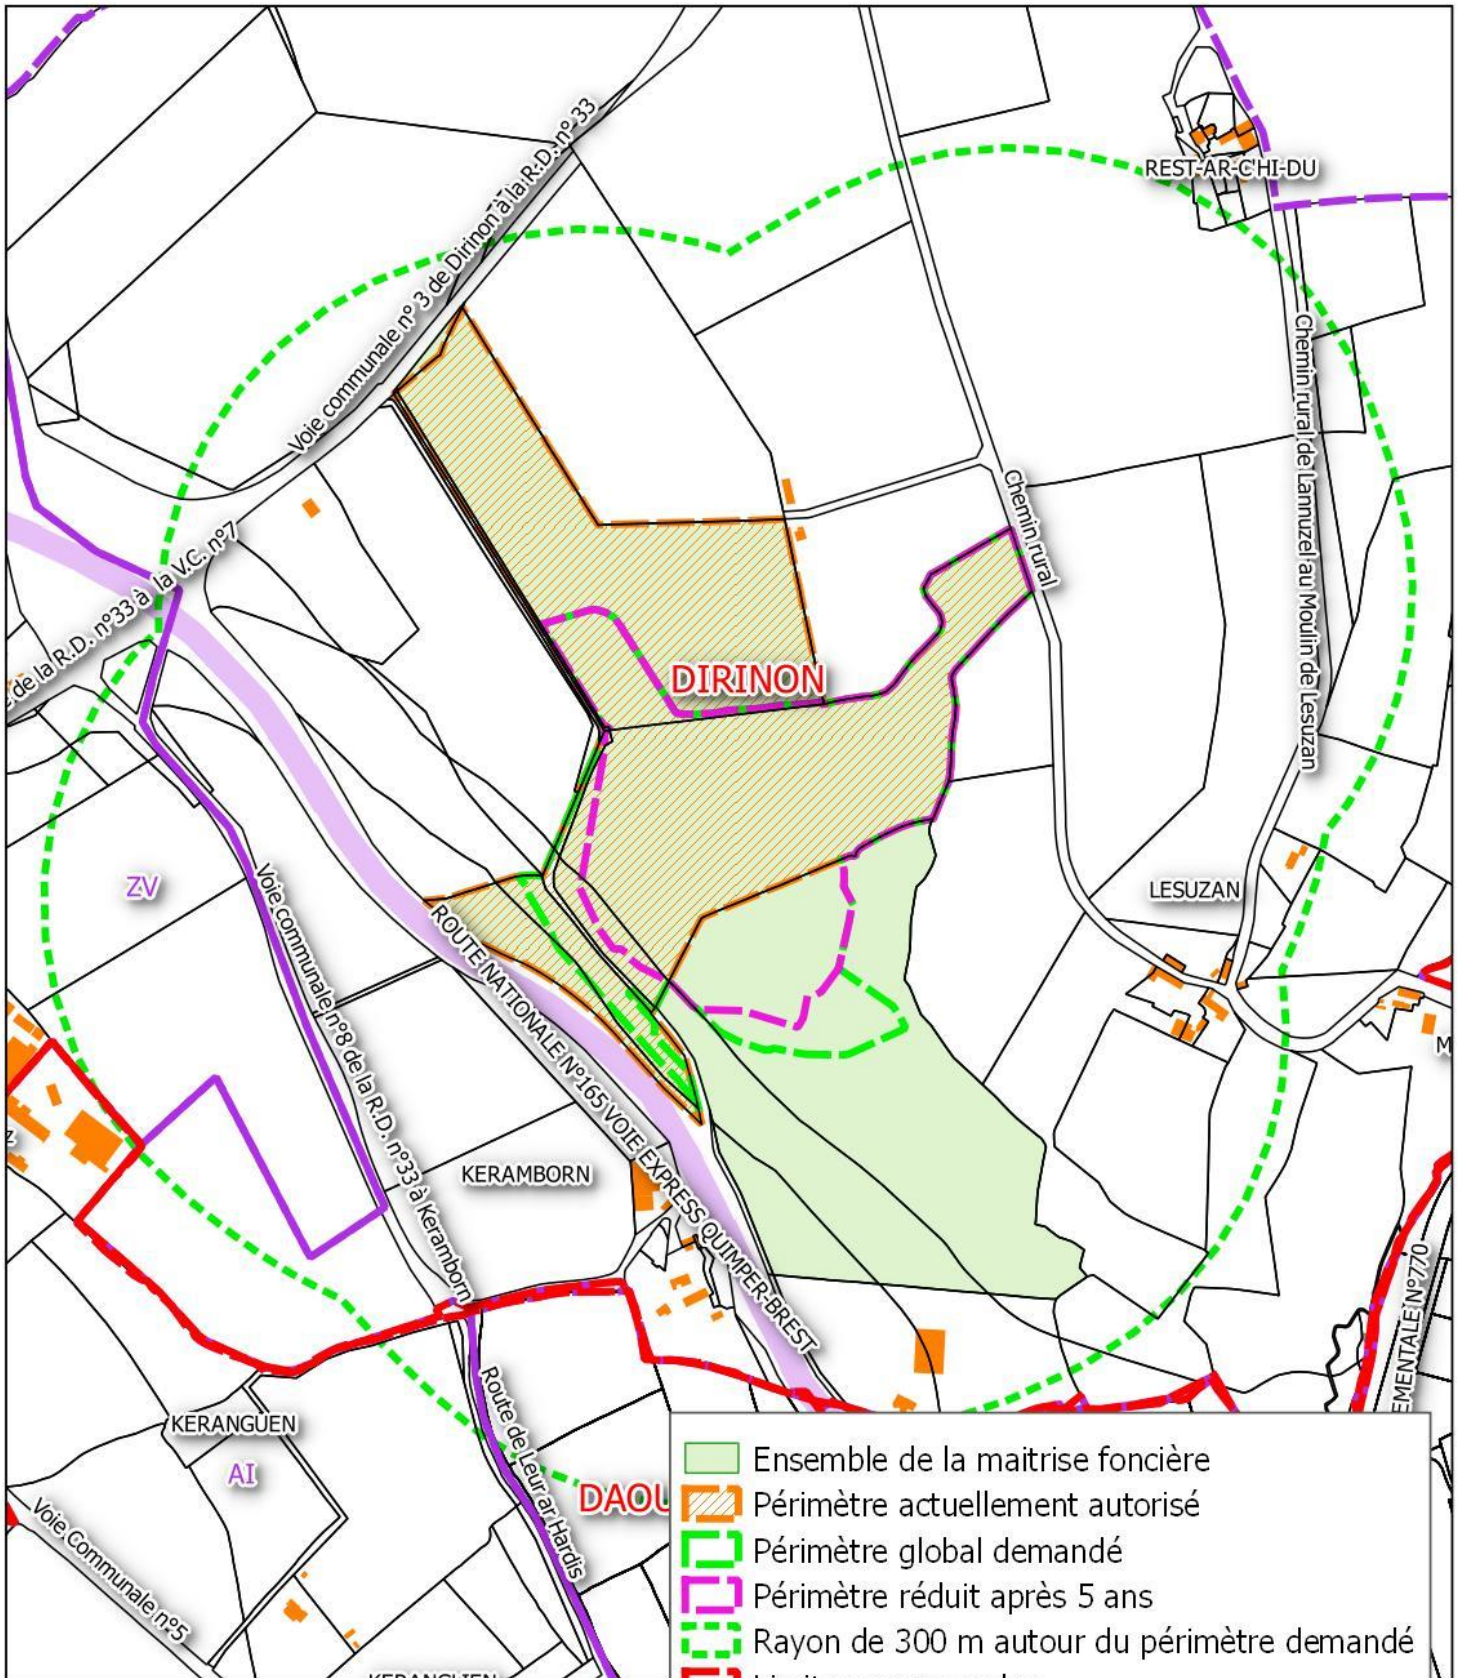 Voie communale n° 3 de Dirinon à la R.D. n° 33
REST-AR-C'HI-DU
Chemin rural de Lannuzel au Moulin de Lesuzan
Chemin rural
de la R.D. n°33 à la V.C. n°7
DIRINON
ZV
LESUZAN
Voie communale n°8 de la R.D. n°33 à Keramborn
ROUTE NATIONALE N°165 VOIE EXPRESS QUIMPER-BREST
M
Z
KERAMBORN
EMENTALE N°770
KERANGUEN
AI
Route de Leur ar Hardis
DAOU
Voie Communale n°5
Ensemble de la maitrise foncière
Périmètre actuellement autorisé
Périmètre global demandé
Périmètre réduit après 5 ans
Rayon de 300 m autour du périmètre demandé